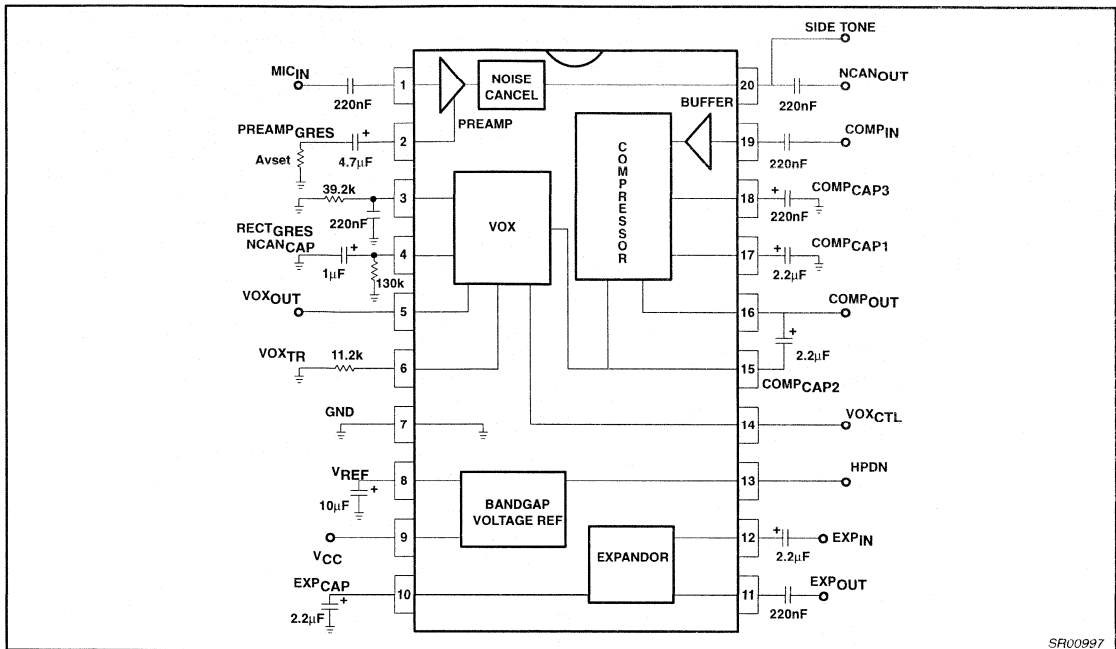 SIDE TONE
MICIN
220nF
1
NOISE
CANCEL
20
NCANOUT
220nF
PREAMPGRES
Avset
4.7μF
2
PREAMP
BUFFER
19
COMPIN
220nF
39.2k
3
220nF
COMPRESSOR
18
COMPCAP3
220nF
RECTGRES
NCANCAP
1μF
4
130k
VOX
17
COMPCAP1
2.2μF
VOXOUT
5
16
COMPOUT
2.2μF
VOXTR
11.2k
6
15
COMPCAP2
GND
7
14
VOXCTL
VREF
10μF
8
BANDGAP
VOLTAGE REF
13
HPDN
VCC
9
EXPANDOR
12
EXPIN
2.2μF
EXPCAP
2.2μF
10
11
EXPOUT
220nF
SR00997